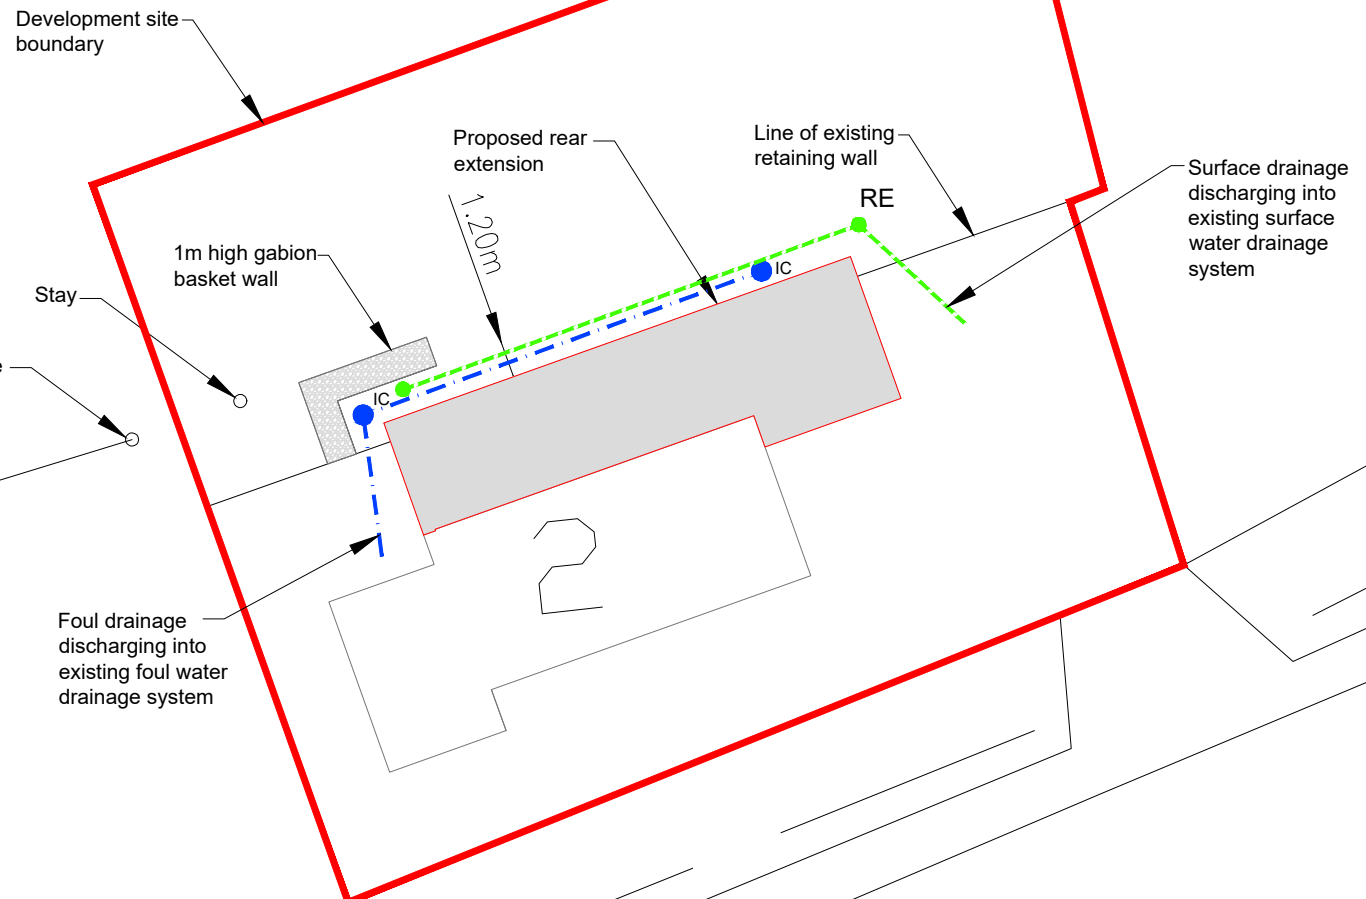 Development site
boundary
Proposed rear
extension
Line of existing
retaining wall
Surface drainage
discharging into
existing surface
water drainage
system
RE
1m high gabion
basket wall
1.20m
IC
Stay
IC
2
Foul drainage
discharging into
existing foul water
drainage system